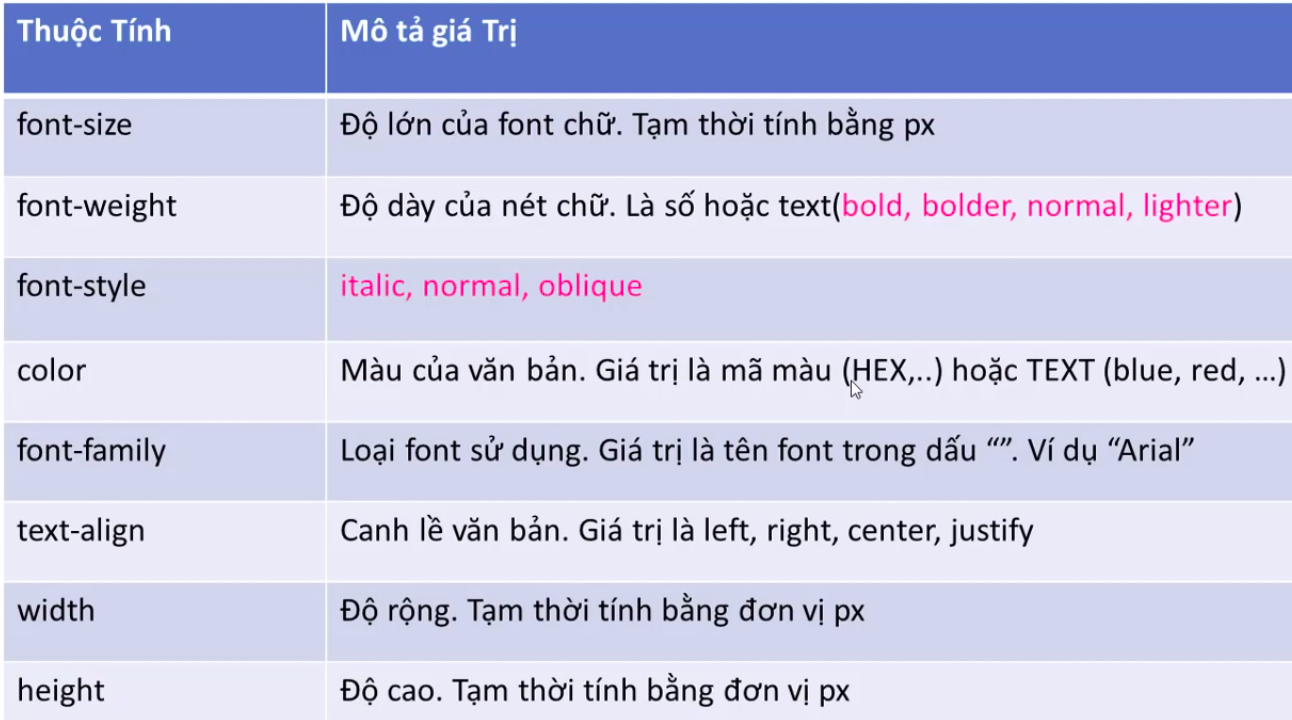 Thuộc Tính Mô tả giá Trị
font-size Độ lớn của font chữ. Tạm thời tính bằng px
font-weight Độ dày của nét chữ. Là số hoặc text(bold, bolder, normal, lighter)
font-style italic, normal, oblique
color Màu của văn bản. Giá trị là mã màu (HEX,..) hoặc TEXT (blue, red, ...)
font-family Loại font sử dụng. Giá trị là tên font trong dấu “”. Ví dụ “Arial”
text-align Canh lề văn bản. Giá trị là left, right, center, justify
width Độ rộng. Tạm thời tính bằng đơn vị px
height Độ cao. Tạm thời tính bằng đơn vị px